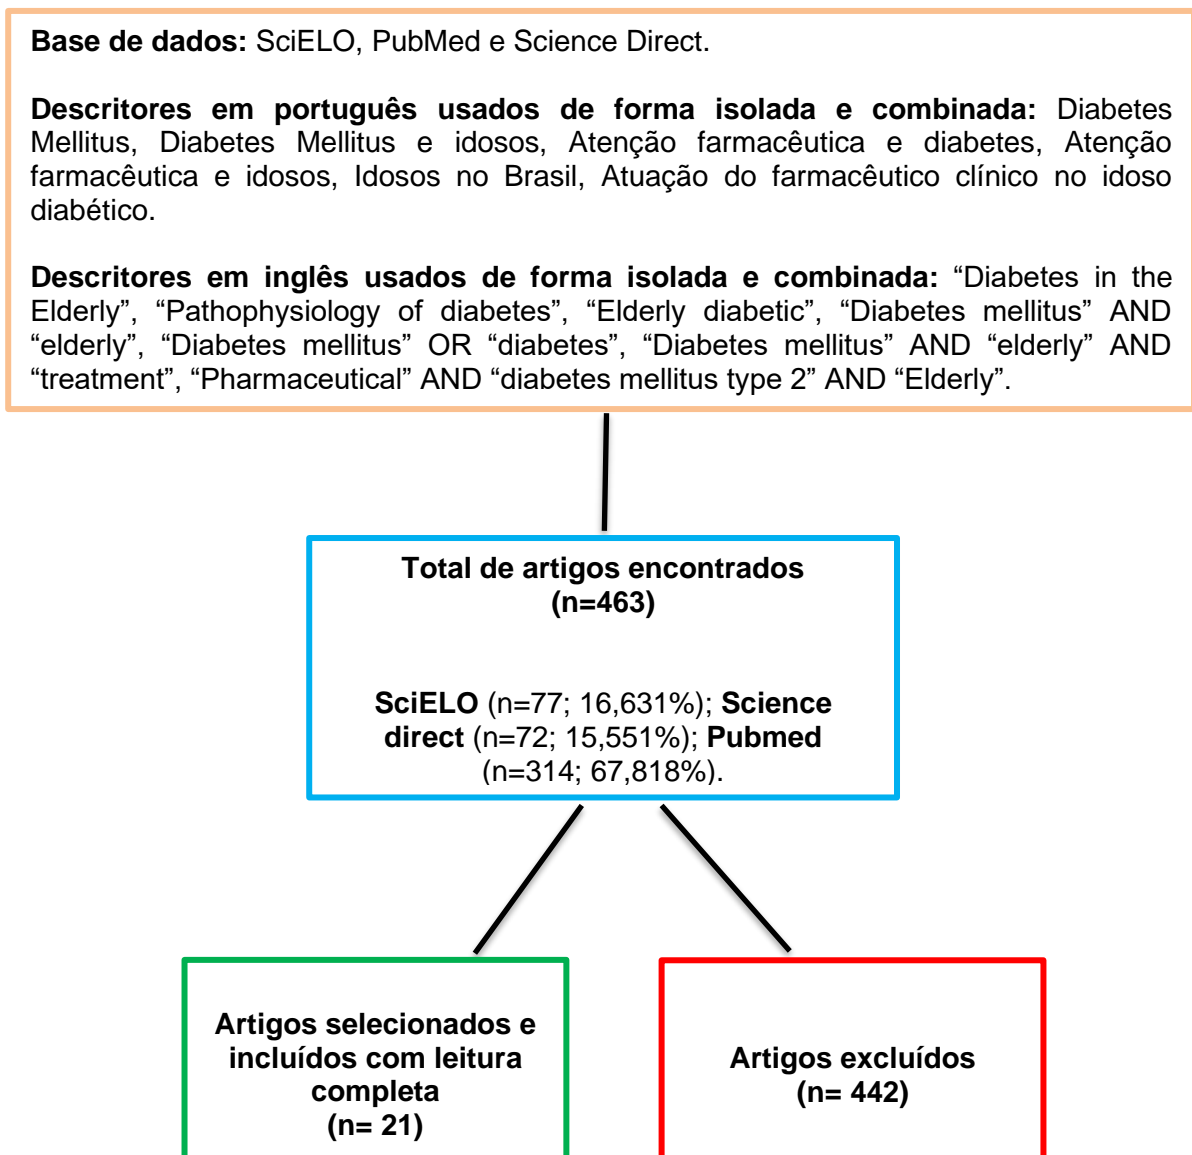 Base de dados: SciELO, PubMed e Science Direct.
Descritores em português usados de forma isolada e combinada: Diabetes
Mellitus, Diabetes Mellitus e idosos, Atenção farmacêutica e diabetes, Atenção
farmacêutica e idosos, Idosos no Brasil, Atuação do farmacêutico clínico no idoso
diabético.
Descritores em inglês usados de forma isolada e combinada: “Diabetes in the
Elderly”, “Pathophysiology of diabetes”, “Elderly diabetic”, “Diabetes mellitus” AND
“elderly”, “Diabetes mellitus” OR “diabetes”, “Diabetes mellitus” AND “elderly” AND
“treatment”, “Pharmaceutical” AND “diabetes mellitus type 2” AND “Elderly”.
Total de artigos encontrados
(n=463)
SciELO (n=77; 16,631%); Science
direct (n=72; 15,551%); Pubmed
(n=314; 67,818%).
Artigos selecionados e
incluídos com leitura
completa
(n= 21)
Artigos excluídos
(n= 442)